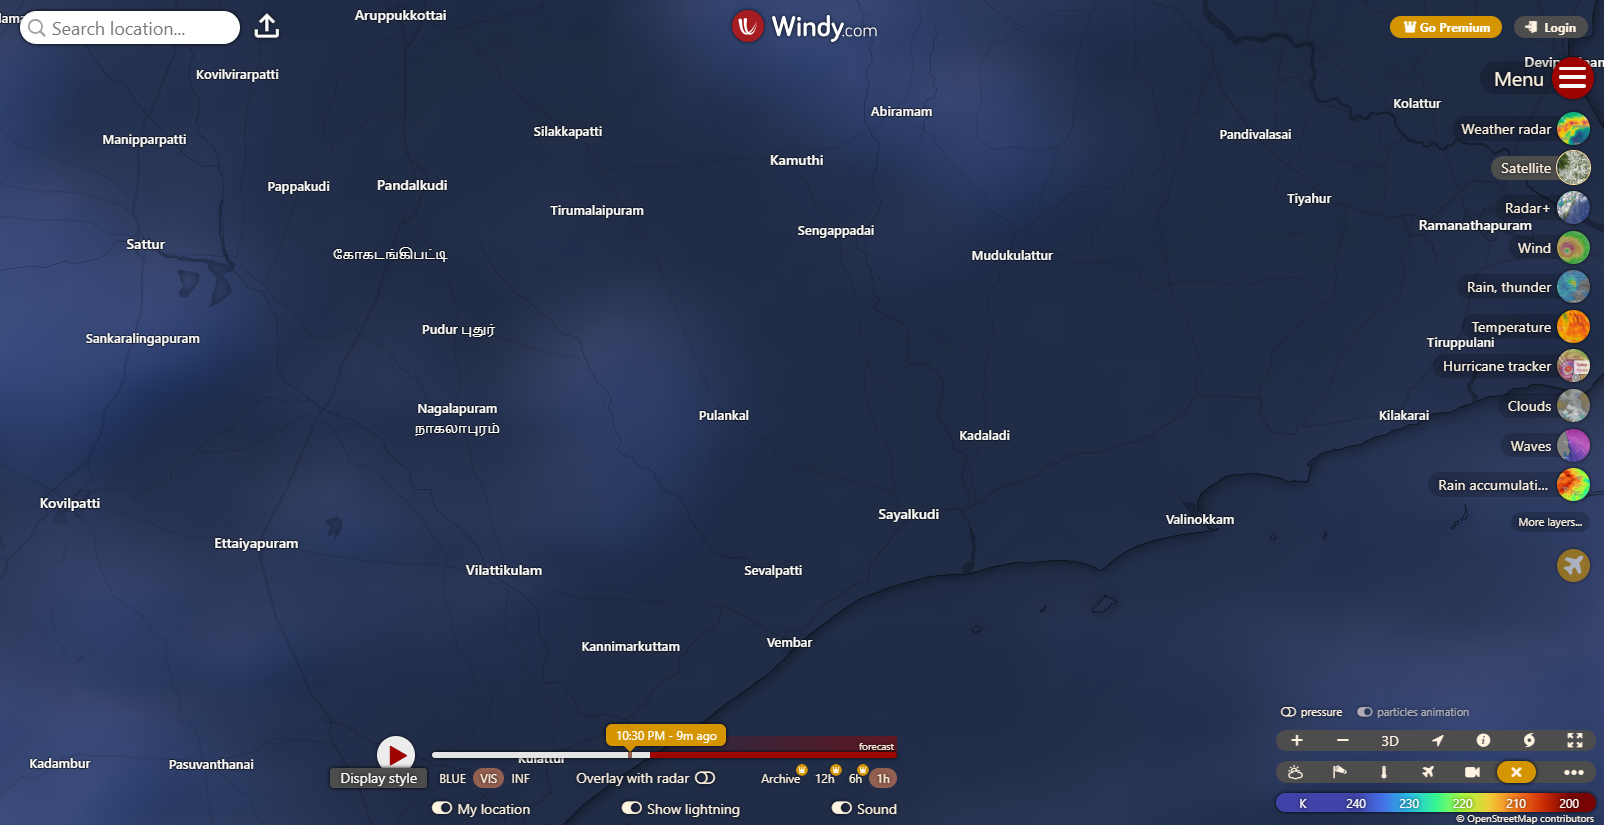 Search location...
Aruppukkottai
Windy.com
Go Premium
Login
Kovilvirarpatti
Menu
Kolattur
Abiramam
Silakkapatti
Weather radar
Pandivalasai
Manipparpatti
Kamuthi
Satellite
Pappakudi
Pandalkudi
Tiyahur
Radar+
Tirumalaipuram
Ramanathapuram
Sengappadai
Sattur
Wind
கோகடங்கிபட்டி
Mudukulattur
Rain, thunder
Temperature
Pudur புதுர்
Sankaralingapuram
Tiruppulani
Hurricane tracker
Nagalapuram
நாகலாபுரம்
Clouds
Pulankal
Kilakarai
Kadaladi
Waves
Rain accumulati...
Kovilpatti
Sayalkudi
Valinokkam
More layers...
Ettaiyapuram
Vilattikulam
Sevalpatti
Vembar
Kannimarkuttam
pressure
particles animation
10:30 PM - 9m ago
3D
forecast
Kadambur
Pasuvanthanai
Kulattur
Display style
BLUE
VIS
INF
Overlay with radar
Archive
12h
6h
1h
My location
Show lightning
Sound
K 240 230 220 210 200
© OpenStreetMap contributors